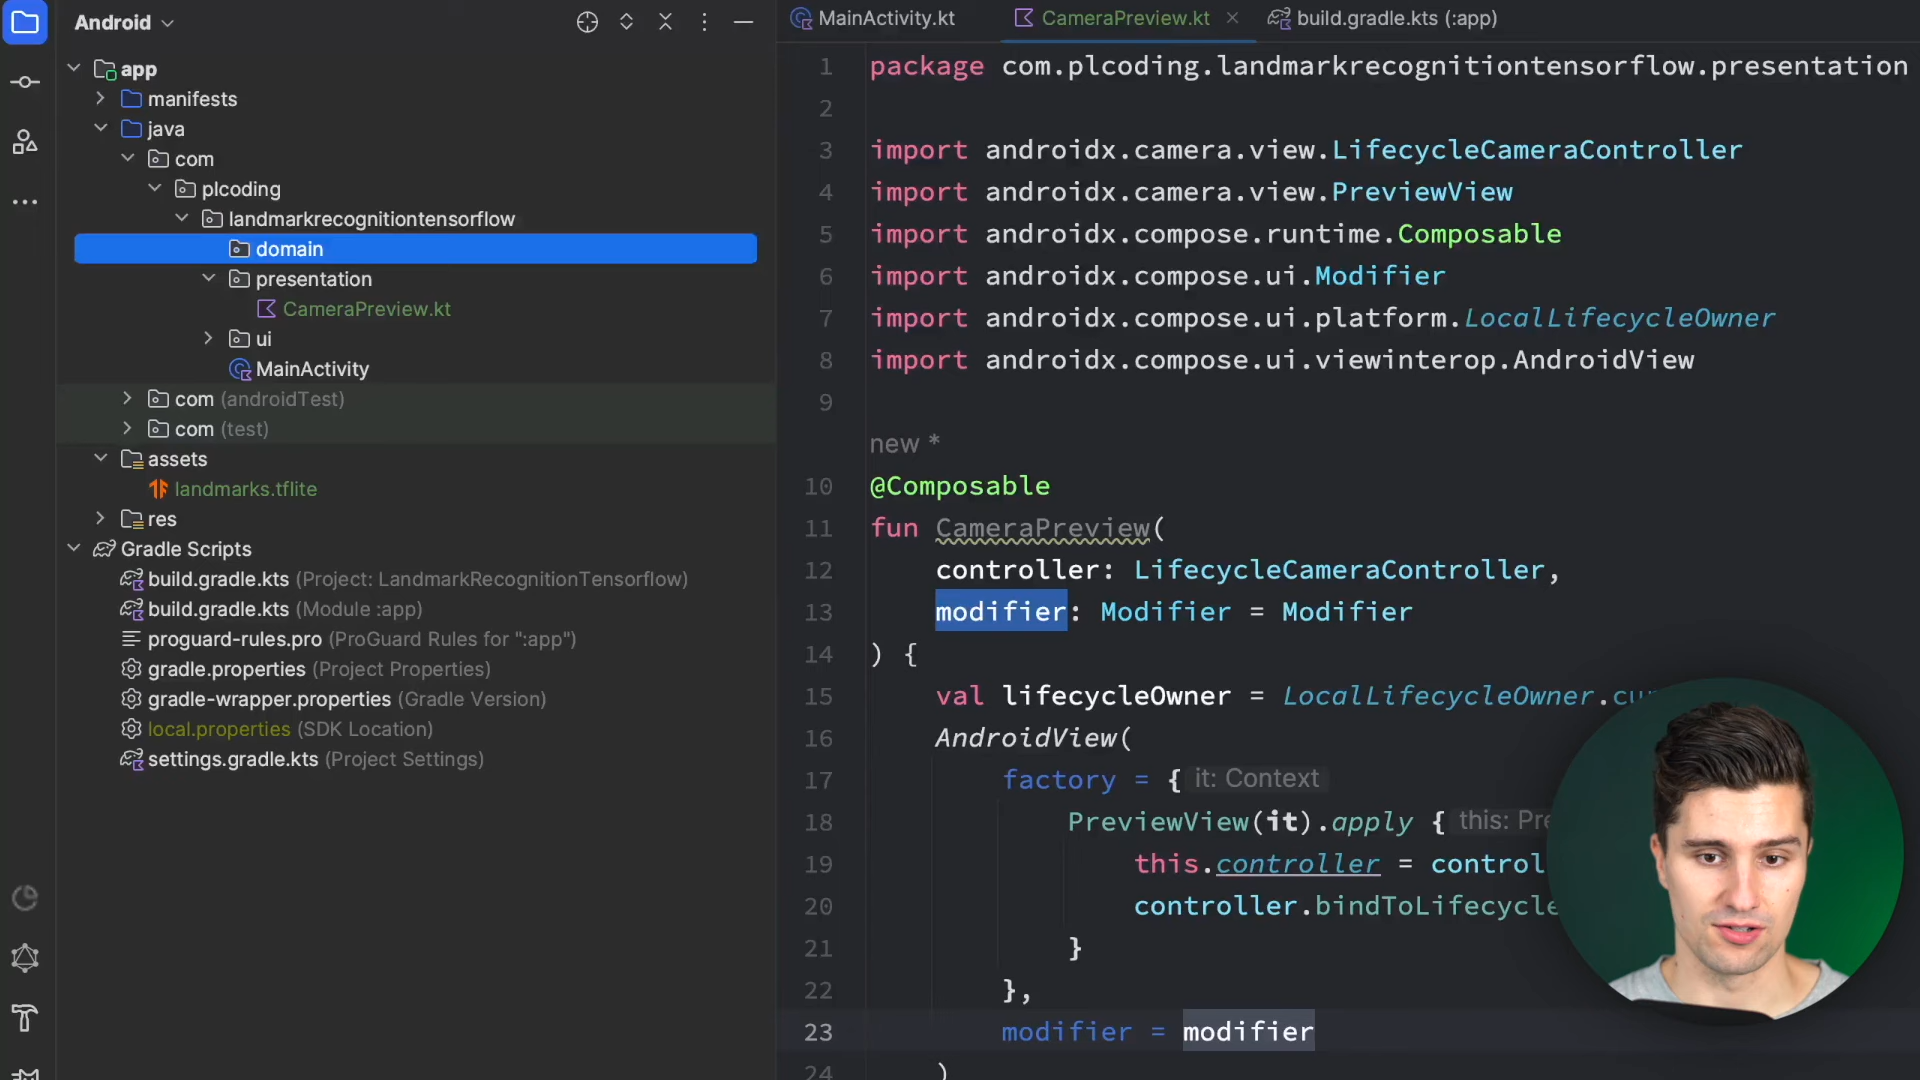 Android
app
manifests
java
com
plcoding
landmarkrecognitiontensorflow
domain
presentation
CameraPreview.kt
ui
MainActivity
com (androidTest)
com (test)
assets
landmarks.tflite
res
Gradle Scripts
build.gradle.kts (Project: LandmarkRecognitionTensorflow)
build.gradle.kts (Module :app)
proguard-rules.pro (ProGuard Rules for ":app")
gradle.properties (Project Properties)
gradle-wrapper.properties (Gradle Version)
local.properties (SDK Location)
settings.gradle.kts (Project Settings)
MainActivity.kt CameraPreview.kt build.gradle.kts (:app)
1 package com.plcoding.landmarkrecognitiontensorflow.presentation
2
3 import androidx.camera.view.LifecycleCameraController
4 import androidx.camera.view.PreviewView
5 import androidx.compose.runtime.Composable
6 import androidx.compose.ui.Modifier
7 import androidx.compose.ui.platform.LocalLifecycleOwner
8 import androidx.compose.ui.viewinterop.AndroidView
9
new *
10 @Composable
11 fun CameraPreview(
12 controller: LifecycleCameraController,
13 modifier: Modifier = Modifier
14 ) {
15 val lifecycleOwner = LocalLifecycleOwner.cu
16 AndroidView(
17 factory = { it: Context
18 PreviewView(it).apply { this: Pre
19 this.controller = control
20 controller.bindToLifecycle
21 }
22 },
23 modifier = modifier
24 )